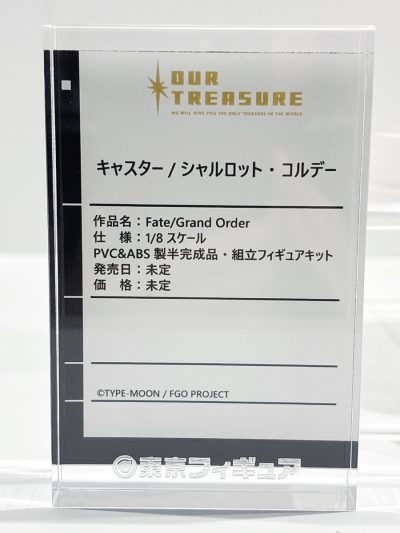 OUR
TREASURE
WE WILL GIVE YOU THE ONLY TREASURE IN THE WORLD
キャスター / シャルロット・コルデー
作品名：Fate/Grand Order
仕　様：1/8 スケール
PVC&ABS 製半完成品・組立フィギュアキット
発売日：未定
価　格：未定
©TYPE-MOON / FGO PROJECT
東京フィギュア